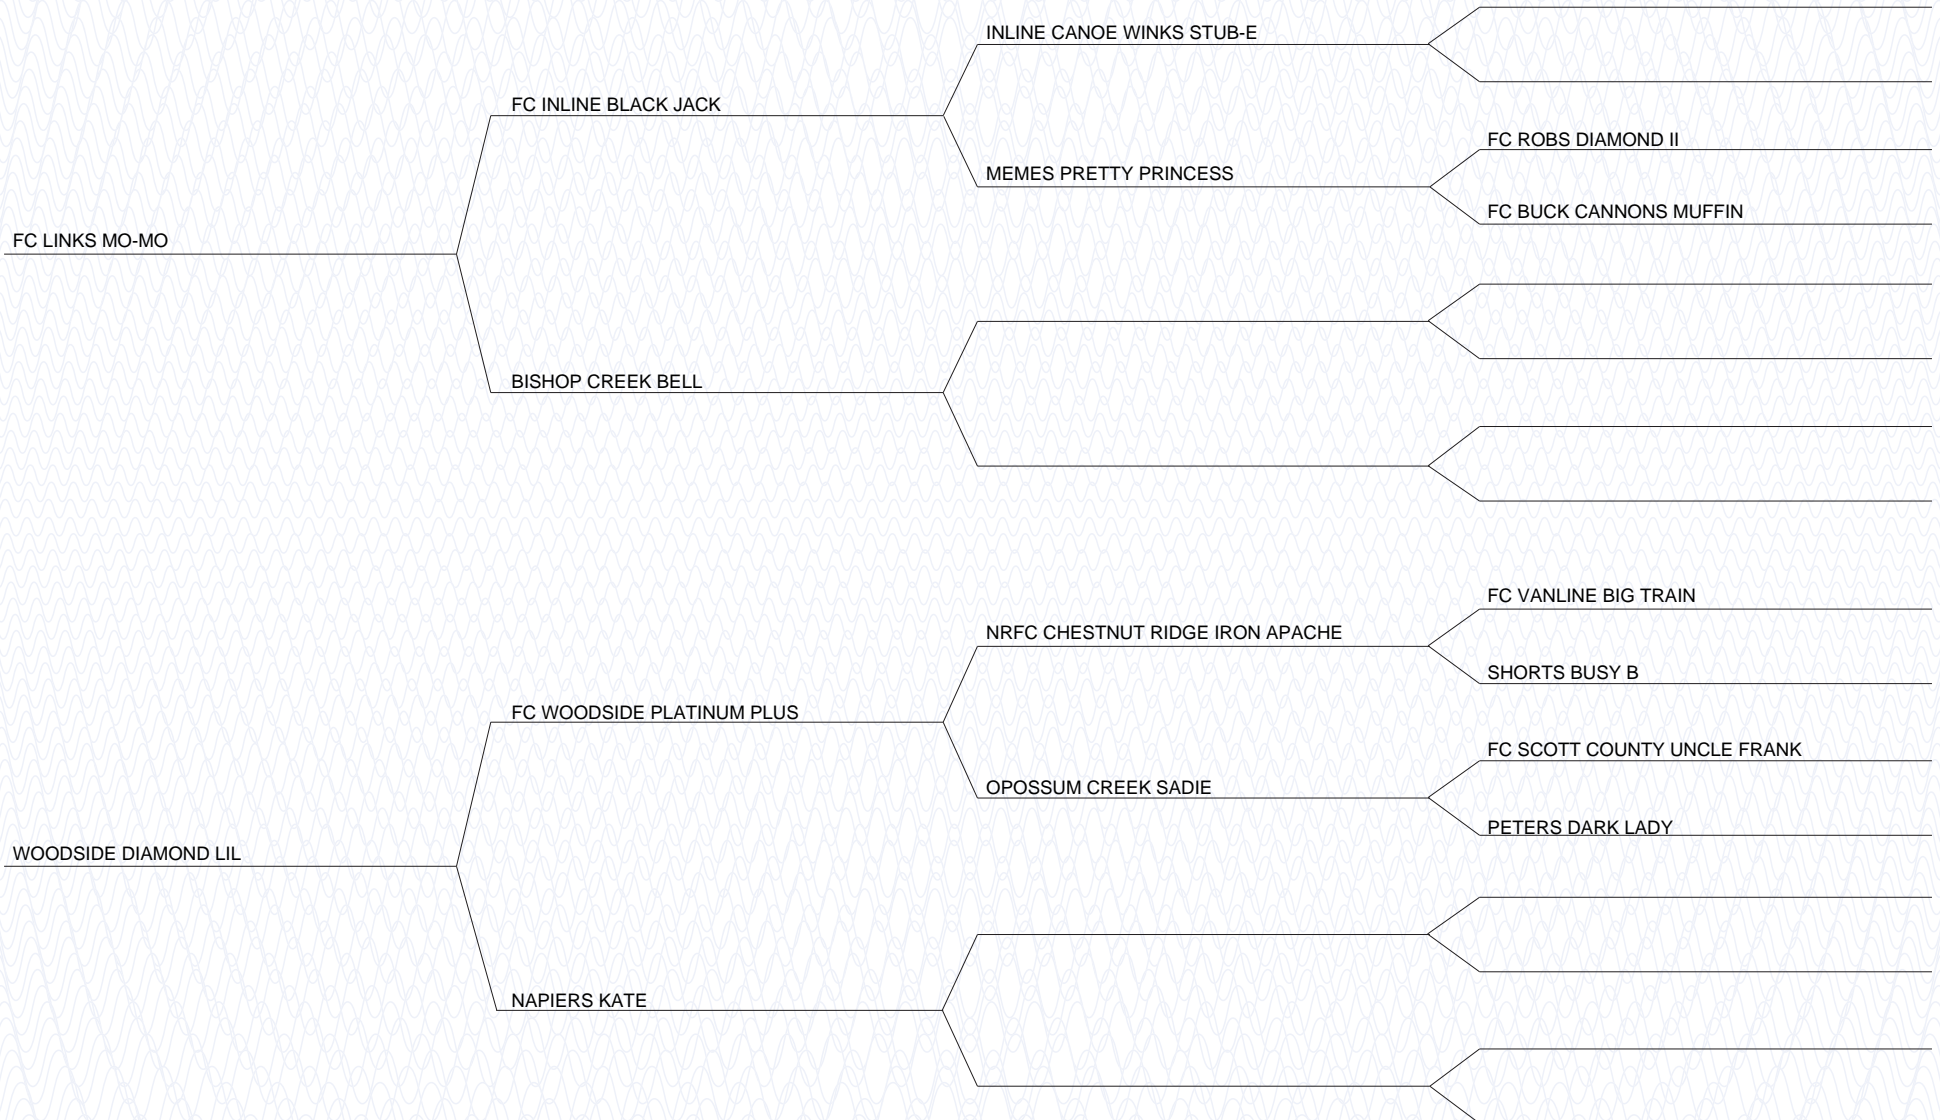 INLINE CANOE WINKS STUB-E
FC INLINE BLACK JACK
FC ROBS DIAMOND II
MEMES PRETTY PRINCESS
FC BUCK CANNONS MUFFIN
FC LINKS MO-MO
BISHOP CREEK BELL
FC VANLINE BIG TRAIN
NRFC CHESTNUT RIDGE IRON APACHE
SHORTS BUSY B
FC WOODSIDE PLATINUM PLUS
FC SCOTT COUNTY UNCLE FRANK
OPOSSUM CREEK SADIE
PETERS DARK LADY
WOODSIDE DIAMOND LIL
NAPIERS KATE